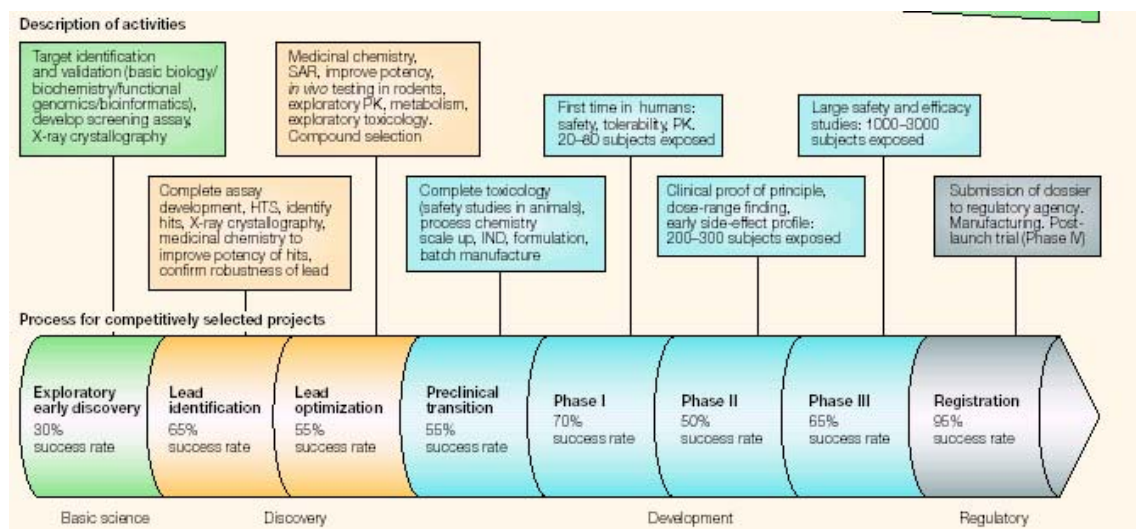 Description of activities
Target identification
and validation (basic biology/
biochemistry/functional
genomics/bioinformatics),
develop screening assay,
X-ray crystallography
Medicinal chemistry,
SAR, improve potency,
in vivo testing in rodents,
exploratory PK, metabolism,
exploratory toxicology.
Compound selection
First time in humans:
safety, tolerability, PK.
20–80 subjects exposed
Large safety and efficacy
studies: 1000–3000
subjects exposed
Complete assay
development, HTS, identify
hits, X-ray crystallography,
medicinal chemistry to
improve potency of hits,
confirm robustness of lead
Complete toxicology
(safety studies in animals),
process chemistry
scale up, IND, formulation,
batch manufacture
Clinical proof of principle,
dose-range finding,
early side-effect profile:
200–300 subjects exposed
Submission of dossier
to regulatory agency.
Manufacturing. Post-
launch trial (Phase IV)
Process for competitively selected projects
Exploratory
early discovery
30%
success rate
Lead
identification
65%
success rate
Lead
optimization
55%
success rate
Preclinical
transition
55%
success rate
Phase I
70%
success rate
Phase II
50%
success rate
Phase III
65%
success rate
Registration
95%
success rate
Basic science
Discovery
Development
Regulatory